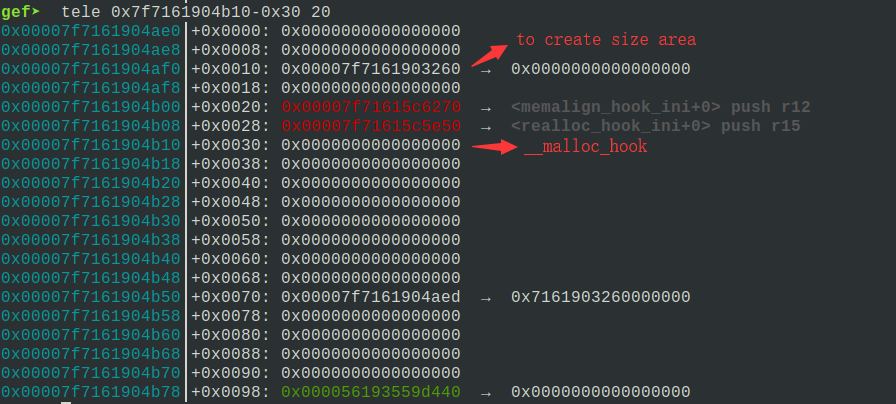 gef➤ tele 0x7f7161904b10-0x30 20
0x00007f7161904ae0│+0x0000: 0x0000000000000000
0x00007f7161904ae8│+0x0008: 0x0000000000000000
to create size area
0x00007f7161904af0│+0x0010: 0x00007f7161903260 → 0x0000000000000000
0x00007f7161904af8│+0x0018: 0x0000000000000000
0x00007f7161904b00│+0x0020: 0x00007f71615c6270 → <memalign_hook_ini+0> push r12
0x00007f7161904b08│+0x0028: 0x00007f71615c5e50 → <realloc_hook_ini+0> push r15
0x00007f7161904b10│+0x0030: 0x0000000000000000 __malloc_hook
0x00007f7161904b18│+0x0038: 0x0000000000000000
0x00007f7161904b20│+0x0040: 0x0000000000000000
0x00007f7161904b28│+0x0048: 0x0000000000000000
0x00007f7161904b30│+0x0050: 0x0000000000000000
0x00007f7161904b38│+0x0058: 0x0000000000000000
0x00007f7161904b40│+0x0060: 0x0000000000000000
0x00007f7161904b48│+0x0068: 0x0000000000000000
0x00007f7161904b50│+0x0070: 0x00007f7161904aed → 0x7161903260000000
0x00007f7161904b58│+0x0078: 0x0000000000000000
0x00007f7161904b60│+0x0080: 0x0000000000000000
0x00007f7161904b68│+0x0088: 0x0000000000000000
0x00007f7161904b70│+0x0090: 0x0000000000000000
0x00007f7161904b78│+0x0098: 0x000056193559d440 → 0x0000000000000000